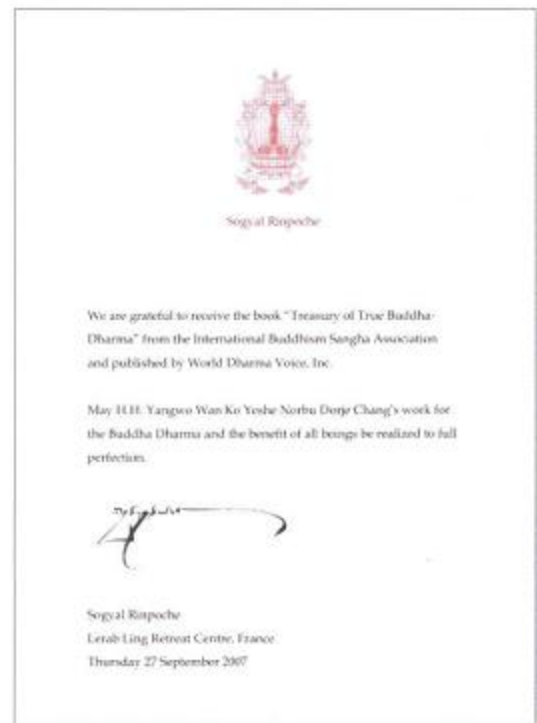 Sogyal Rinpoche
We are grateful to receive the book "Treasury of True Buddha-
Dharma" from the International Buddhism Sangha Association
and published by World Dharma Voice, Inc.
May H.H. Yangwo Wan Ko Yeshe Norbu Dorje Chang's work for
the Buddha Dharma and the benefit of all beings be realized to full
perfection.
Sogyal Rinpoche
Lerab Ling Retreat Centre, France
Thursday 27 September 2007